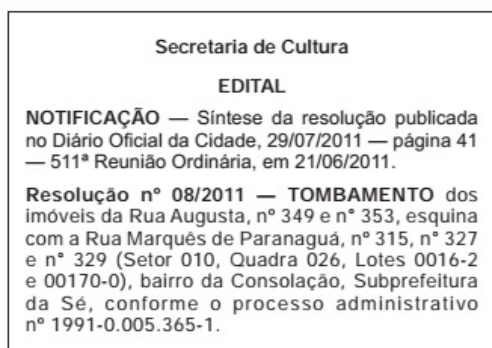 Secretaria de Cultura
EDITAL
NOTIFICAÇÃO — Síntese da resolução publicada
no Diário Oficial da Cidade, 29/07/2011 — página 41
— 511ª Reunião Ordinária, em 21/06/2011.
Resolução nº 08/2011 — TOMBAMENTO dos
imóveis da Rua Augusta, nº 349 e n° 353, esquina
com a Rua Marquês de Paranaguá, nº 315, n° 327
e n° 329 (Setor 010, Quadra 026, Lotes 0016-2
e 00170-0), bairro da Consolação, Subprefeitura
da Sé, conforme o processo administrativo
nº 1991-0.005.365-1.